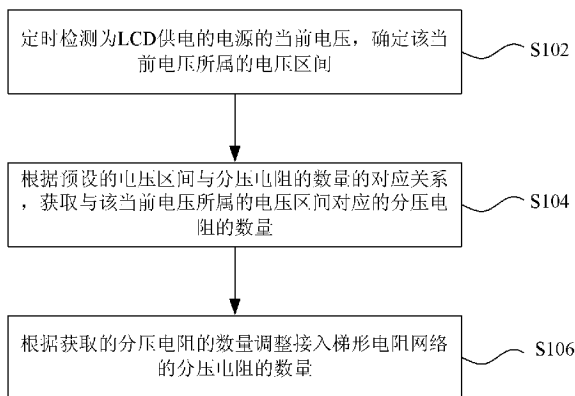 定时检测为LCD供电的电源的当前电压，确定该当
前电压所属的电压区间
S102
根据预设的电压区间与分压电阻的数量的对应关系
，获取与该当前电压所属的电压区间对应的分压电
阻的数量
S104
根据获取的分压电阻的数量调整接入梯形电阻网络
的分压电阻的数量
S106